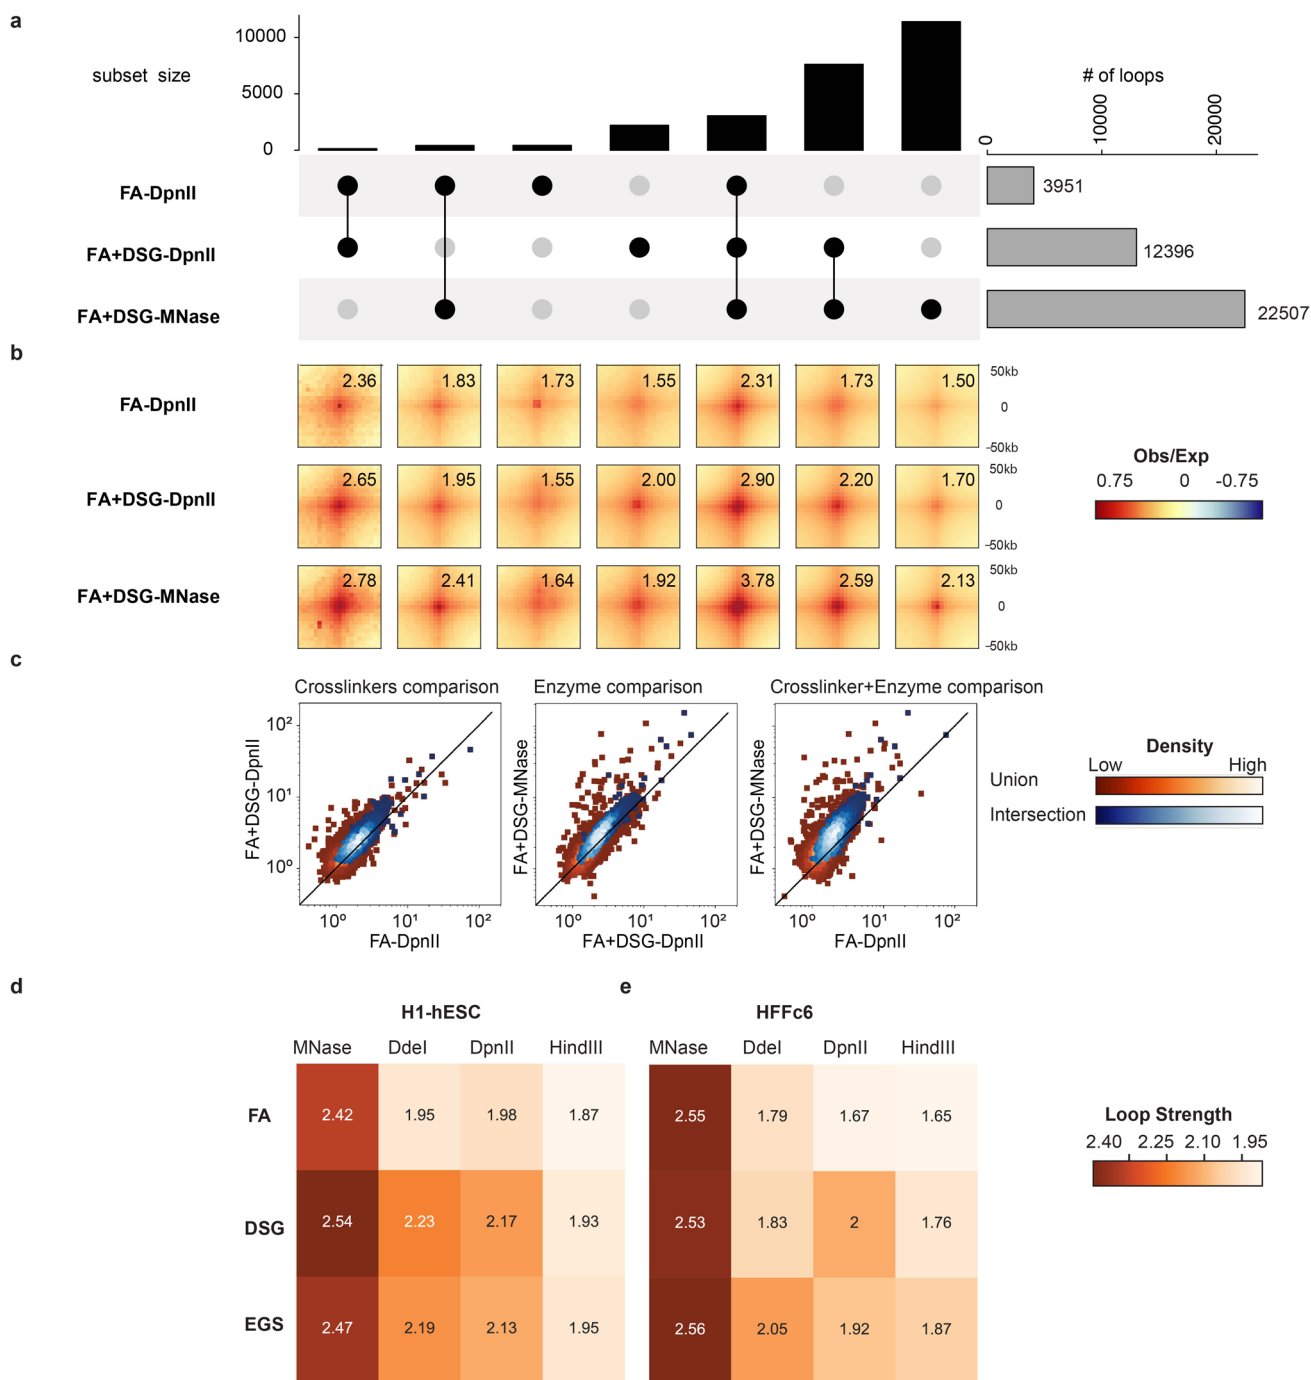 a
subset size
10000
5000
0
# of loops
0
10000
20000
FA-DpnII
3951
FA+DSG-DpnII
12396
FA+DSG-MNase
22507
b
FA-DpnII
2.36
1.83
1.73
1.55
2.31
1.73
1.50
50kb
0
-50kb
FA+DSG-DpnII
2.65
1.95
1.55
2.00
2.90
2.20
1.70
50kb
0
-50kb
FA+DSG-MNase
2.78
2.41
1.64
1.92
3.78
2.59
2.13
50kb
0
-50kb
Obs/Exp
0.75 0 -0.75
c
Crosslinkers comparison
FA+DSG-DpnII
10²
10¹
10⁰
10⁰ 10¹ 10²
FA-DpnII
Enzyme comparison
FA+DSG-MNase
10⁰ 10¹ 10²
FA+DSG-DpnII
Crosslinker+Enzyme comparison
FA+DSG-MNase
10⁰ 10¹ 10²
FA-DpnII
Density
Low High
Union
Intersection
d
H1-hESC
MNase DdeI DpnII HindIII
FA
2.42 1.95 1.98 1.87
DSG
2.54 2.23 2.17 1.93
EGS
2.47 2.19 2.13 1.95
e
HFFc6
MNase DdeI DpnII HindIII
2.55 1.79 1.67 1.65
2.53 1.83 2 1.76
2.56 2.05 1.92 1.87
Loop Strength
2.40 2.25 2.10 1.95